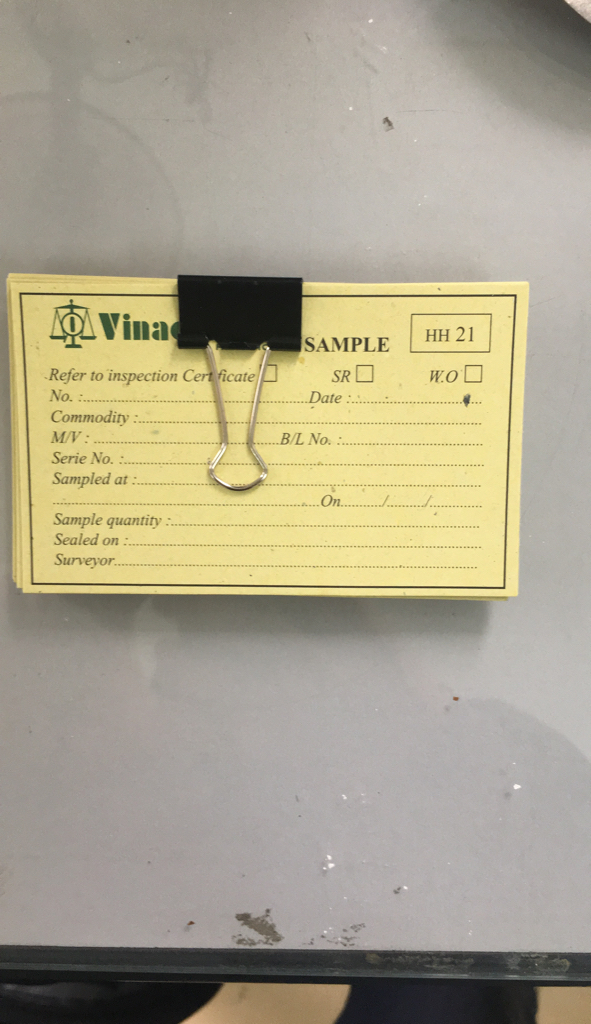 SAMPLE HH 21
Refer to inspection Certificate SR W.O
No. : Date :
Commodity :
M/V : B/L No. :
Serie No. :
Sampled at :
On / /
Sample quantity :
Sealed on :
Surveyor